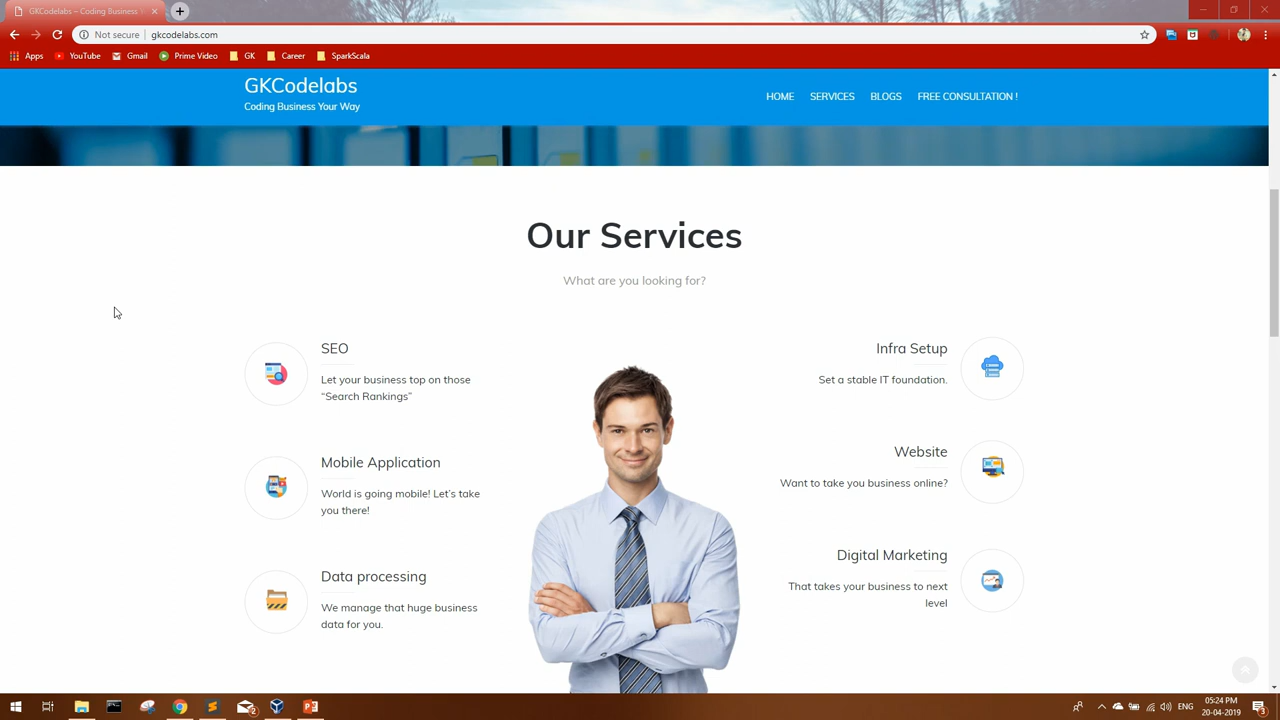 GKCodelabs – Coding Business
Not secure
gkcodelabs.com
Apps
YouTube
Gmail
Prime Video
GK
Career
SparkScala
GKCodelabs
Coding Business Your Way
HOME
SERVICES
BLOGS
FREE CONSULTATION !
Our Services
What are you looking for?
SEO
Let your business top on those
“Search Rankings”
Mobile Application
World is going mobile! Let’s take
you there!
Data processing
We manage that huge business
data for you.
Infra Setup
Set a stable IT foundation.
Website
Want to take you business online?
Digital Marketing
That takes your business to next
level
ENG
05:24 PM
20-04-2019